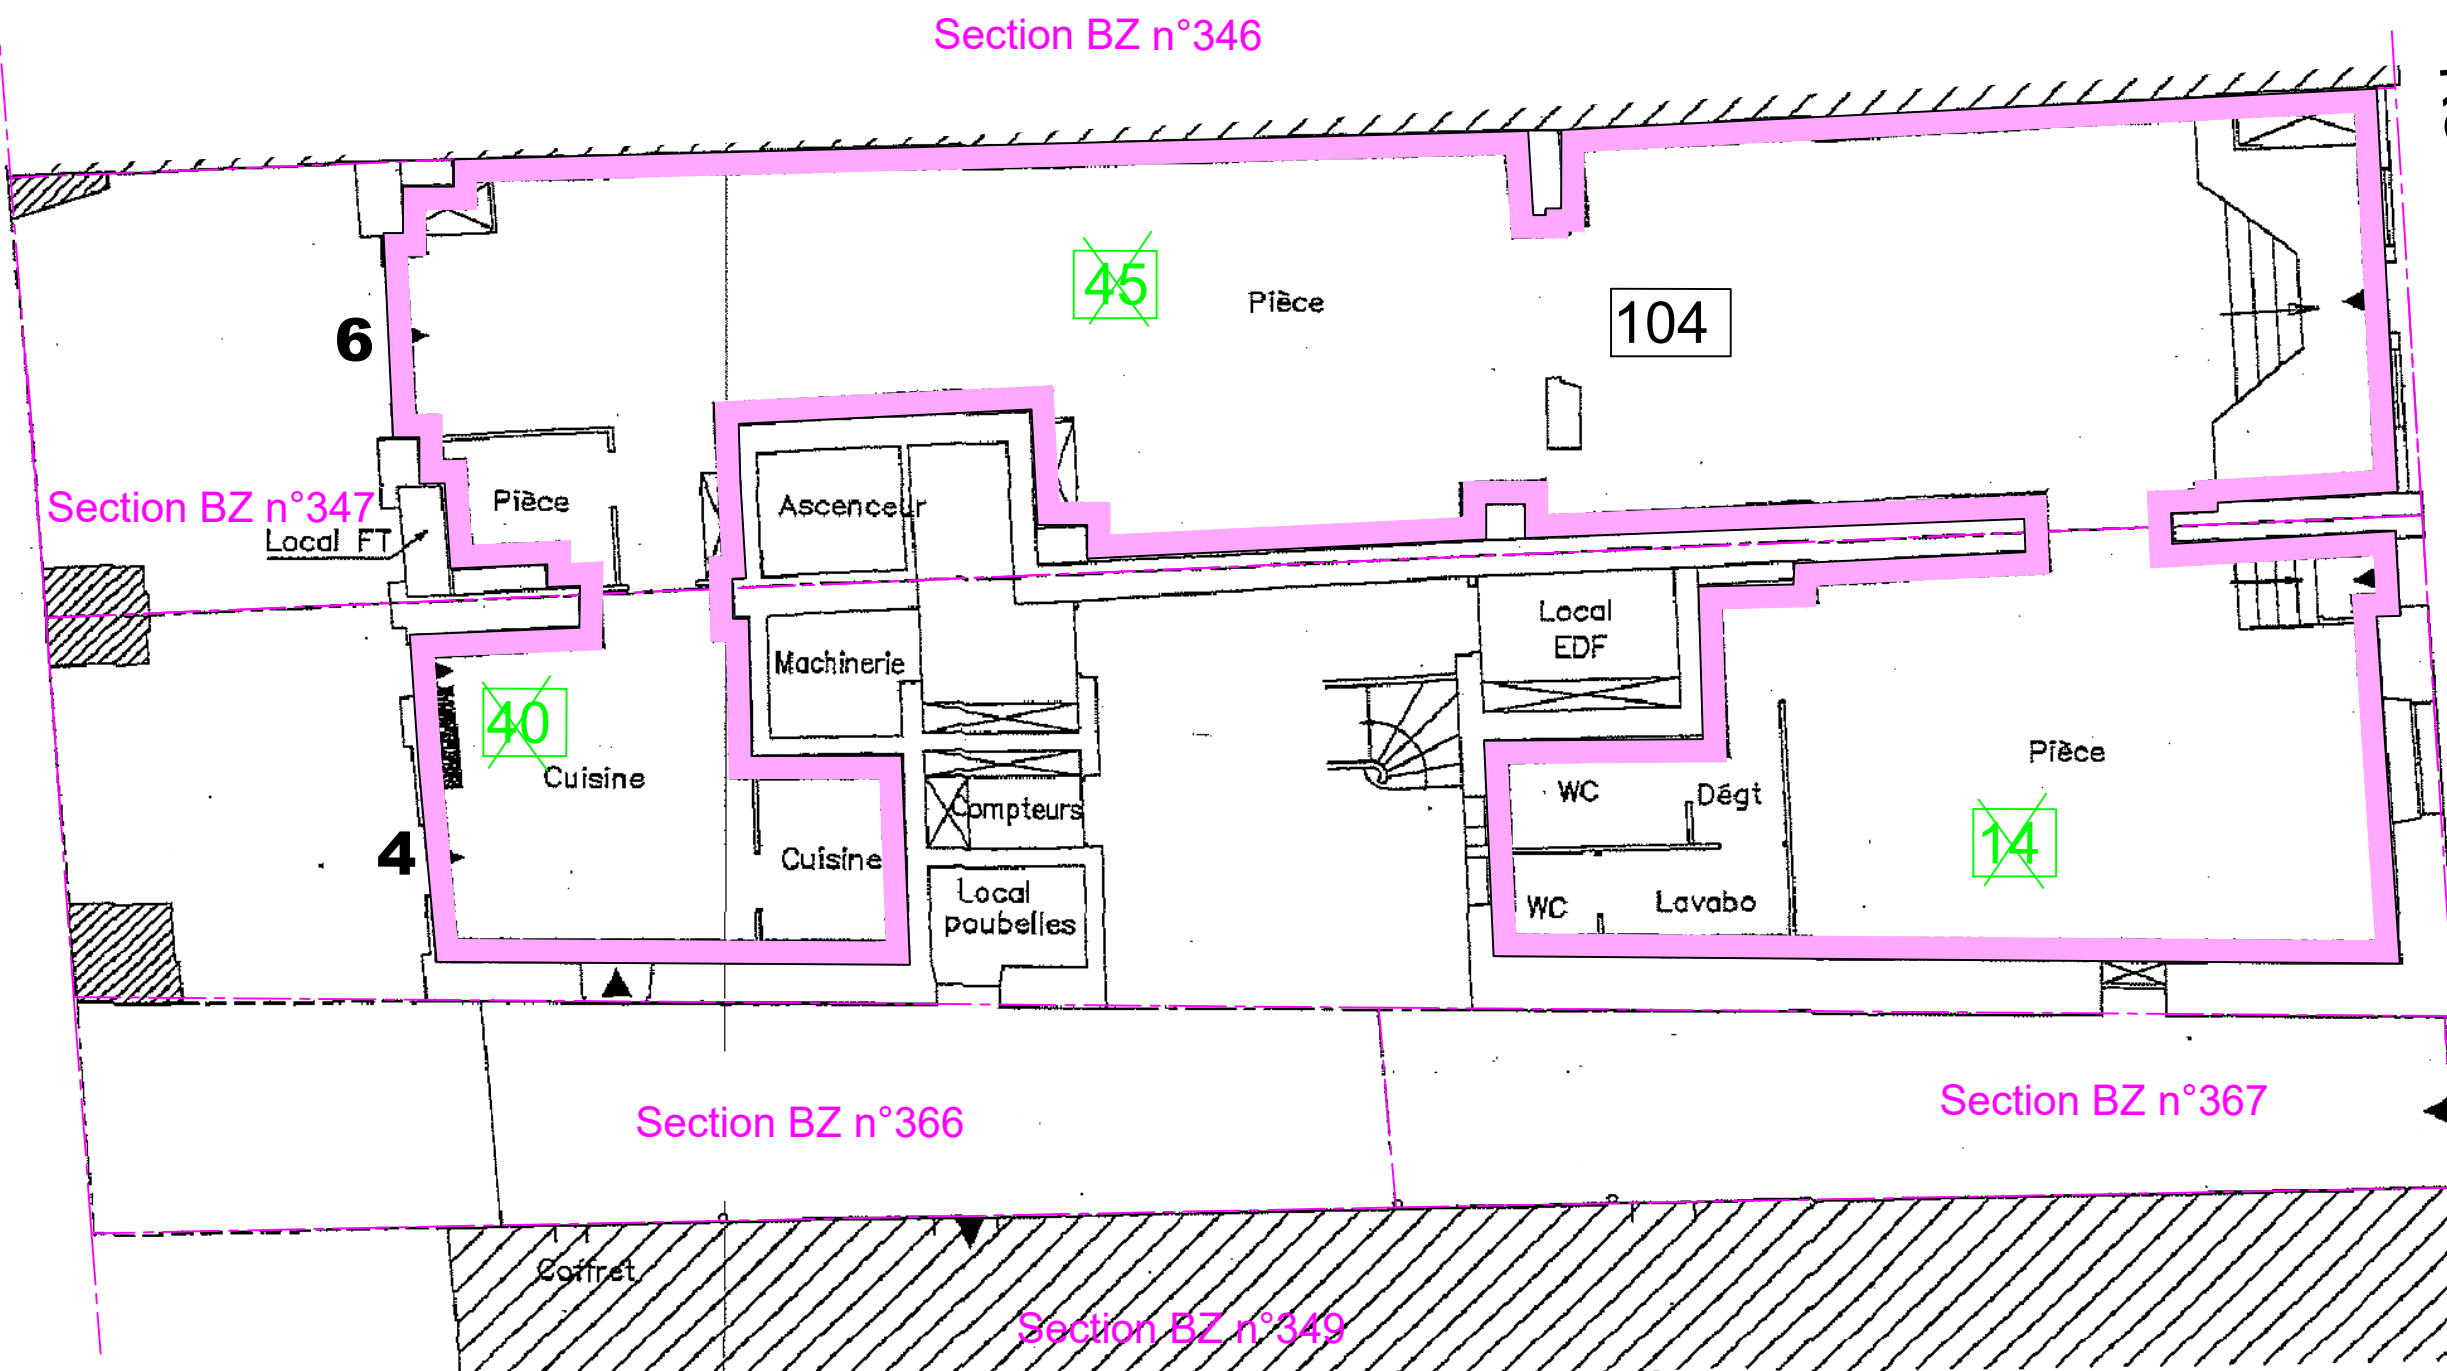 Section BZ n°346
45
Pièce
104
6
Section BZ n°347
Pièce
Ascenceur
Local FT
Local
EDF
Machinerie
40
Cuisine
Pièce
WC
Dégt
Compteurs
14
4
Cuisine
Local
poubelles
WC
Lavabo
Section BZ n°366
Section BZ n°367
Coffret
Section BZ n°349